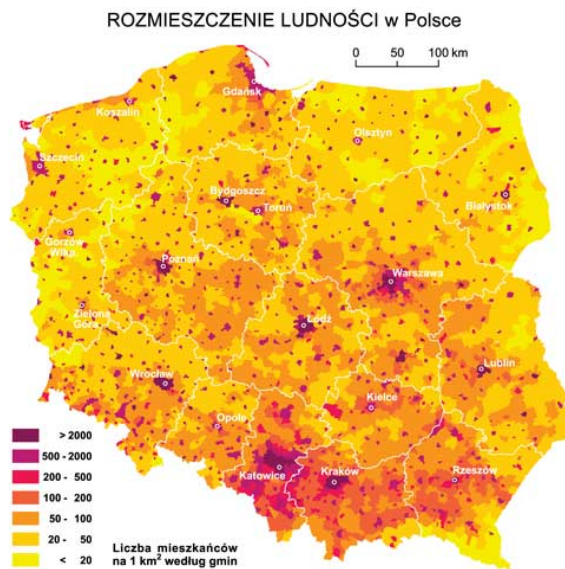 ROZMIESZCZENIE LUDNOŚCI w Polsce
0 50 100 km
Gdańsk
Koszalin
Olsztyn
Szczecin
Bydgoszcz
Toruń
Białystok
Gorzów
Wlka.
Poznań
Warszawa
Zielona
Góra
Łódź
Wrocław
Lublin
Kielce
Opole
Katowice
Kraków
Rzeszów
> 2000
500 - 2000
200 - 500
100 - 200
50 - 100
20 - 50
< 20
Liczba mieszkańców
na 1 km² według gmin